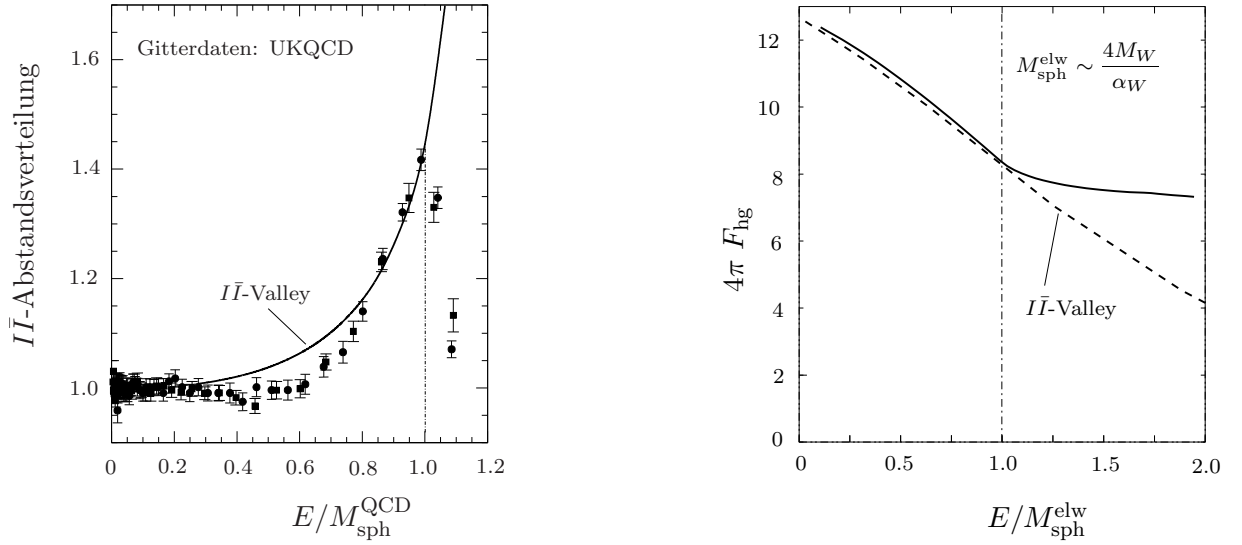 Gitterdaten: UKQCD
1.6
1.4
1.2
1.0
IĪ-Abstandsverteilung
IĪ-Valley
0 0.2 0.4 0.6 0.8 1.0 1.2
E/M_sph^QCD
M_sph^elw ∼ 4M_W/α_W
12
10
8
6
4
2
0
4π F_hg
IĪ-Valley
0 0.5 1.0 1.5 2.0
E/M_sph^elw